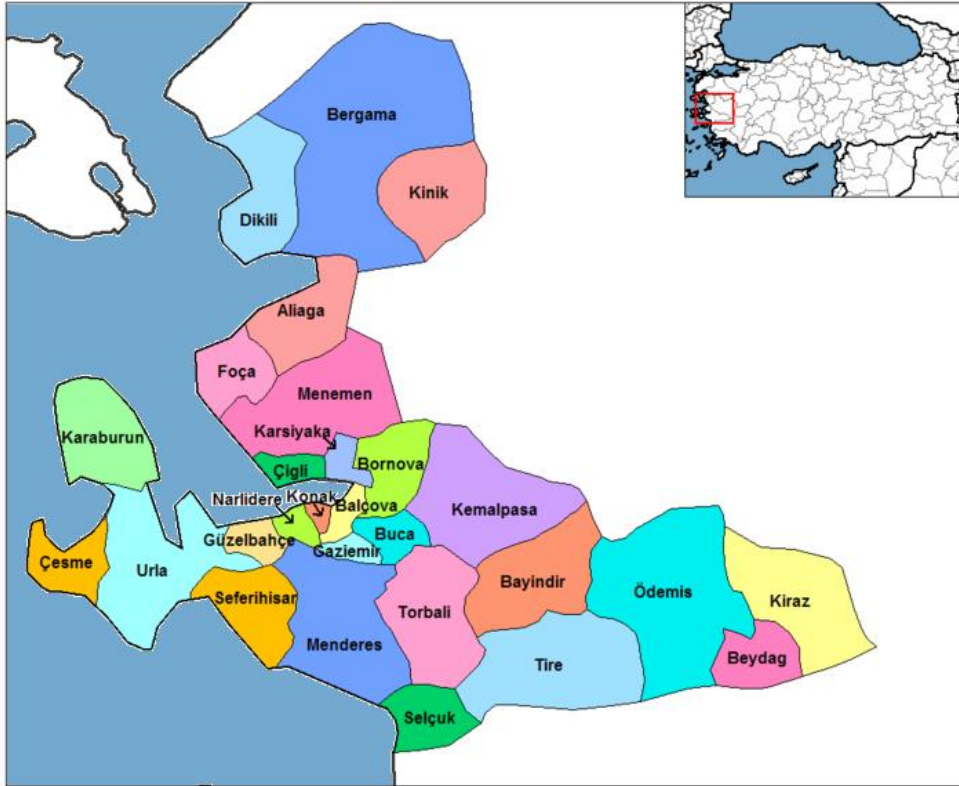 Bergama
Kinik
Dikili
Aliaga
Foça
Menemen
Karsiyaka
Karaburun
Bornova
Çigli
Narlidere
Konak
Balçova
Kemalpasa
Güzelbahçe
Buca
Gaziemir
Çesme
Urla
Bayindir
Ödemis
Seferihisar
Kiraz
Torbali
Menderes
Tire
Beydag
Selçuk